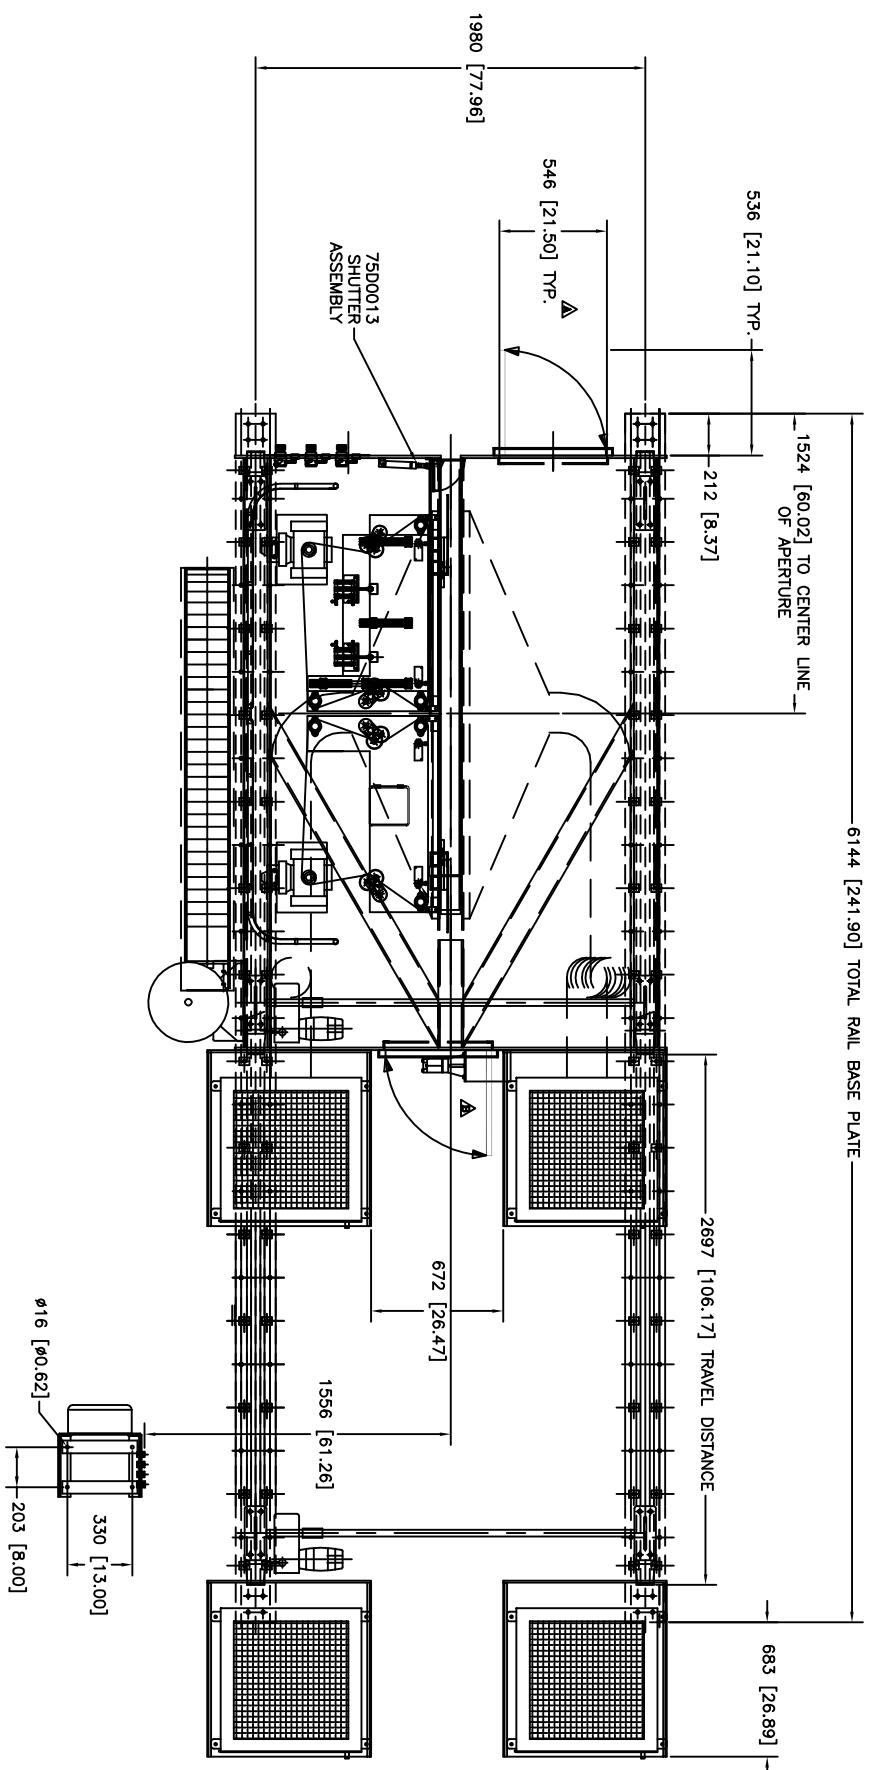 6144 [241.90] TOTAL RAIL BASE PLATE
1524 [60.02] TO CENTER LINE
OF APERTURE
536 [21.10] TYP.
212 [8.37]
2697 [106.17] TRAVEL DISTANCE
683 [26.89]
546 [21.50] TYP.
A
1980 [77.96]
75D0013
SHUTTER
ASSEMBLY
B
672 [26.47]
1556 [61.26]
ø16 [ø0.62]
330 [13.00]
203 [8.00]